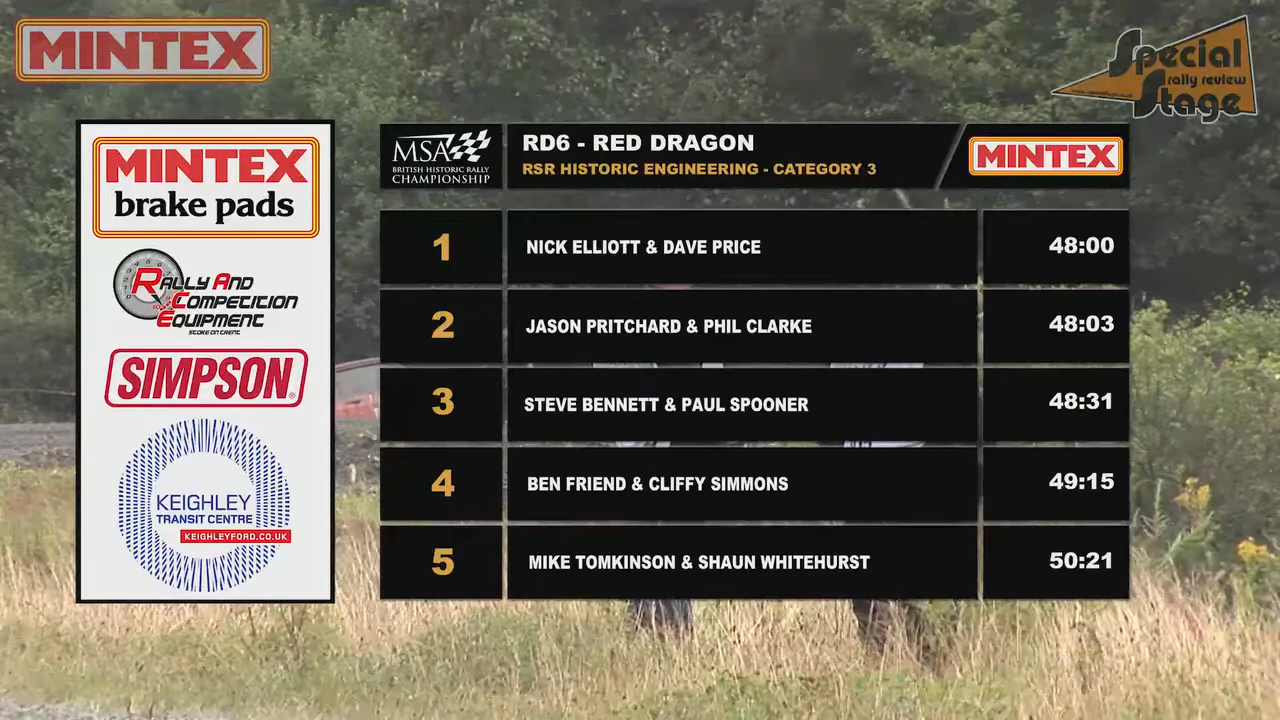 MINTEX
Special
rally review
Stage
MINTEX
brake pads
RALLY AND
COMPETITION
EQUIPMENT
STOKE ON TRENT
SIMPSON
KEIGHLEY
TRANSIT CENTRE
KEIGHLEYFORD.CO.UK
MSA
BRITISH HISTORIC RALLY
CHAMPIONSHIP
RD6 - RED DRAGON
RSR HISTORIC ENGINEERING - CATEGORY 3
MINTEX
1 NICK ELLIOTT & DAVE PRICE 48:00
2 JASON PRITCHARD & PHIL CLARKE 48:03
3 STEVE BENNETT & PAUL SPOONER 48:31
4 BEN FRIEND & CLIFFY SIMMONS 49:15
5 MIKE TOMKINSON & SHAUN WHITEHURST 50:21